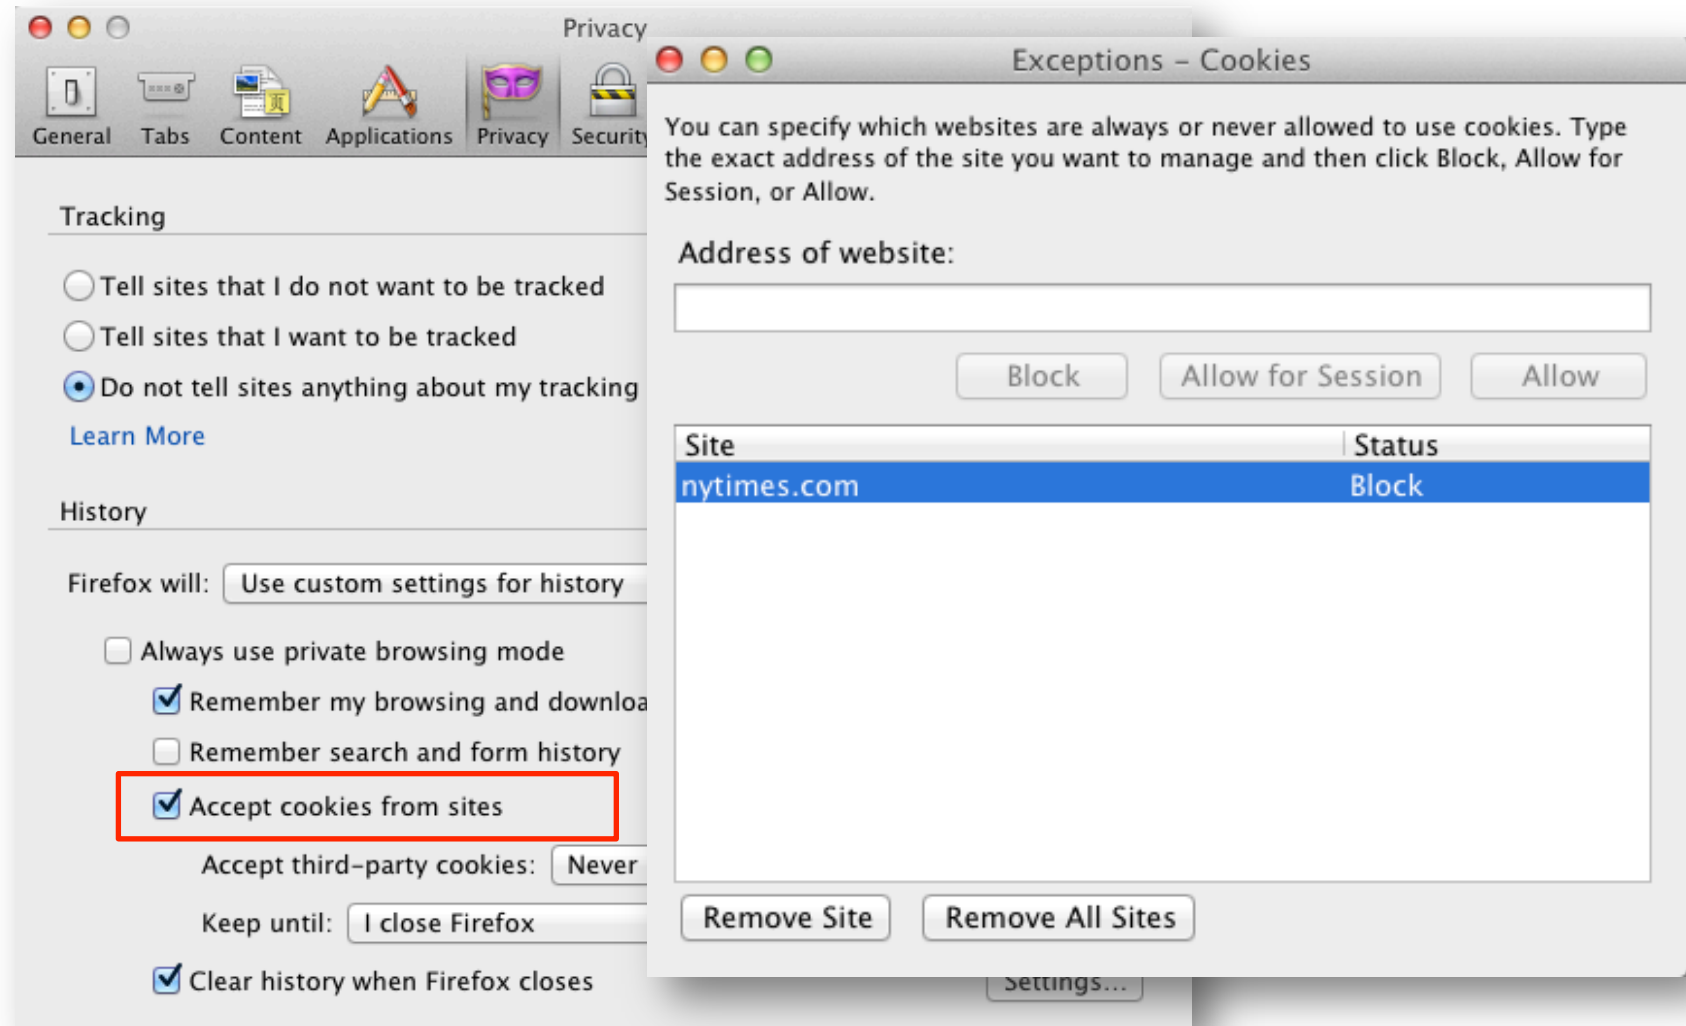 Privacy
General Tabs Content Applications Privacy Security
页
Tracking
Tell sites that I do not want to be tracked
Tell sites that I want to be tracked
Do not tell sites anything about my tracking
Learn More
History
Firefox will: Use custom settings for history
Always use private browsing mode
Remember my browsing and downloa
Remember search and form history
Accept cookies from sites
Accept third-party cookies: Never
Keep until: I close Firefox
Clear history when Firefox closes
Settings...
Exceptions – Cookies
You can specify which websites are always or never allowed to use cookies. Type
the exact address of the site you want to manage and then click Block, Allow for
Session, or Allow.
Address of website:
Block Allow for Session Allow
Site Status
nytimes.com Block
Remove Site Remove All Sites